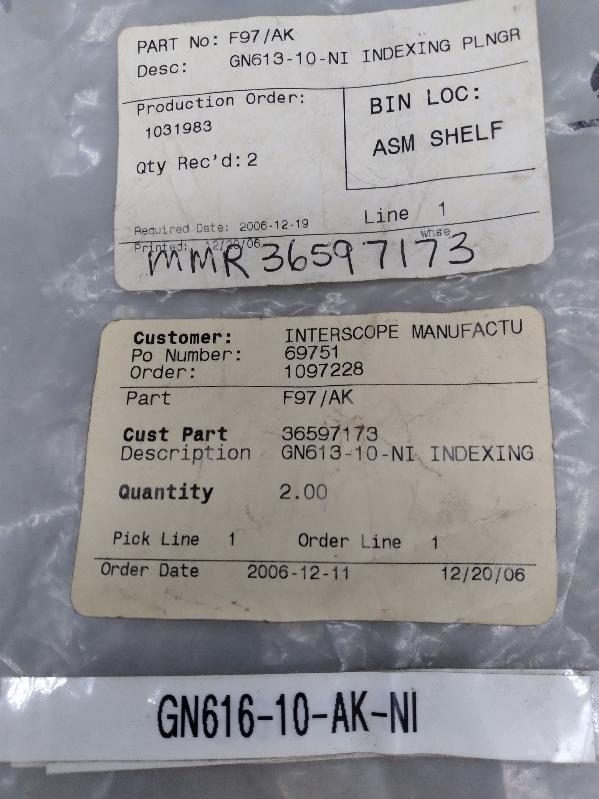 PART No: F97/AK
Desc: GN613-10-NI INDEXING PLNGR
Production Order:
1031983
Qty Rec'd: 2
BIN LOC:
ASM SHELF
Required Date: 2006-12-19
Line 1
Printed: 12/20/06
whse
MMR 36597173
Customer: INTERSCOPE MANUFACTU
Po Number: 69751
Order: 1097228
Part F97/AK
Cust Part 36597173
Description GN613-10-NI INDEXING
Quantity 2.00
Pick Line 1 Order Line 1
Order Date 2006-12-11 12/20/06
GN616-10-AK-NI